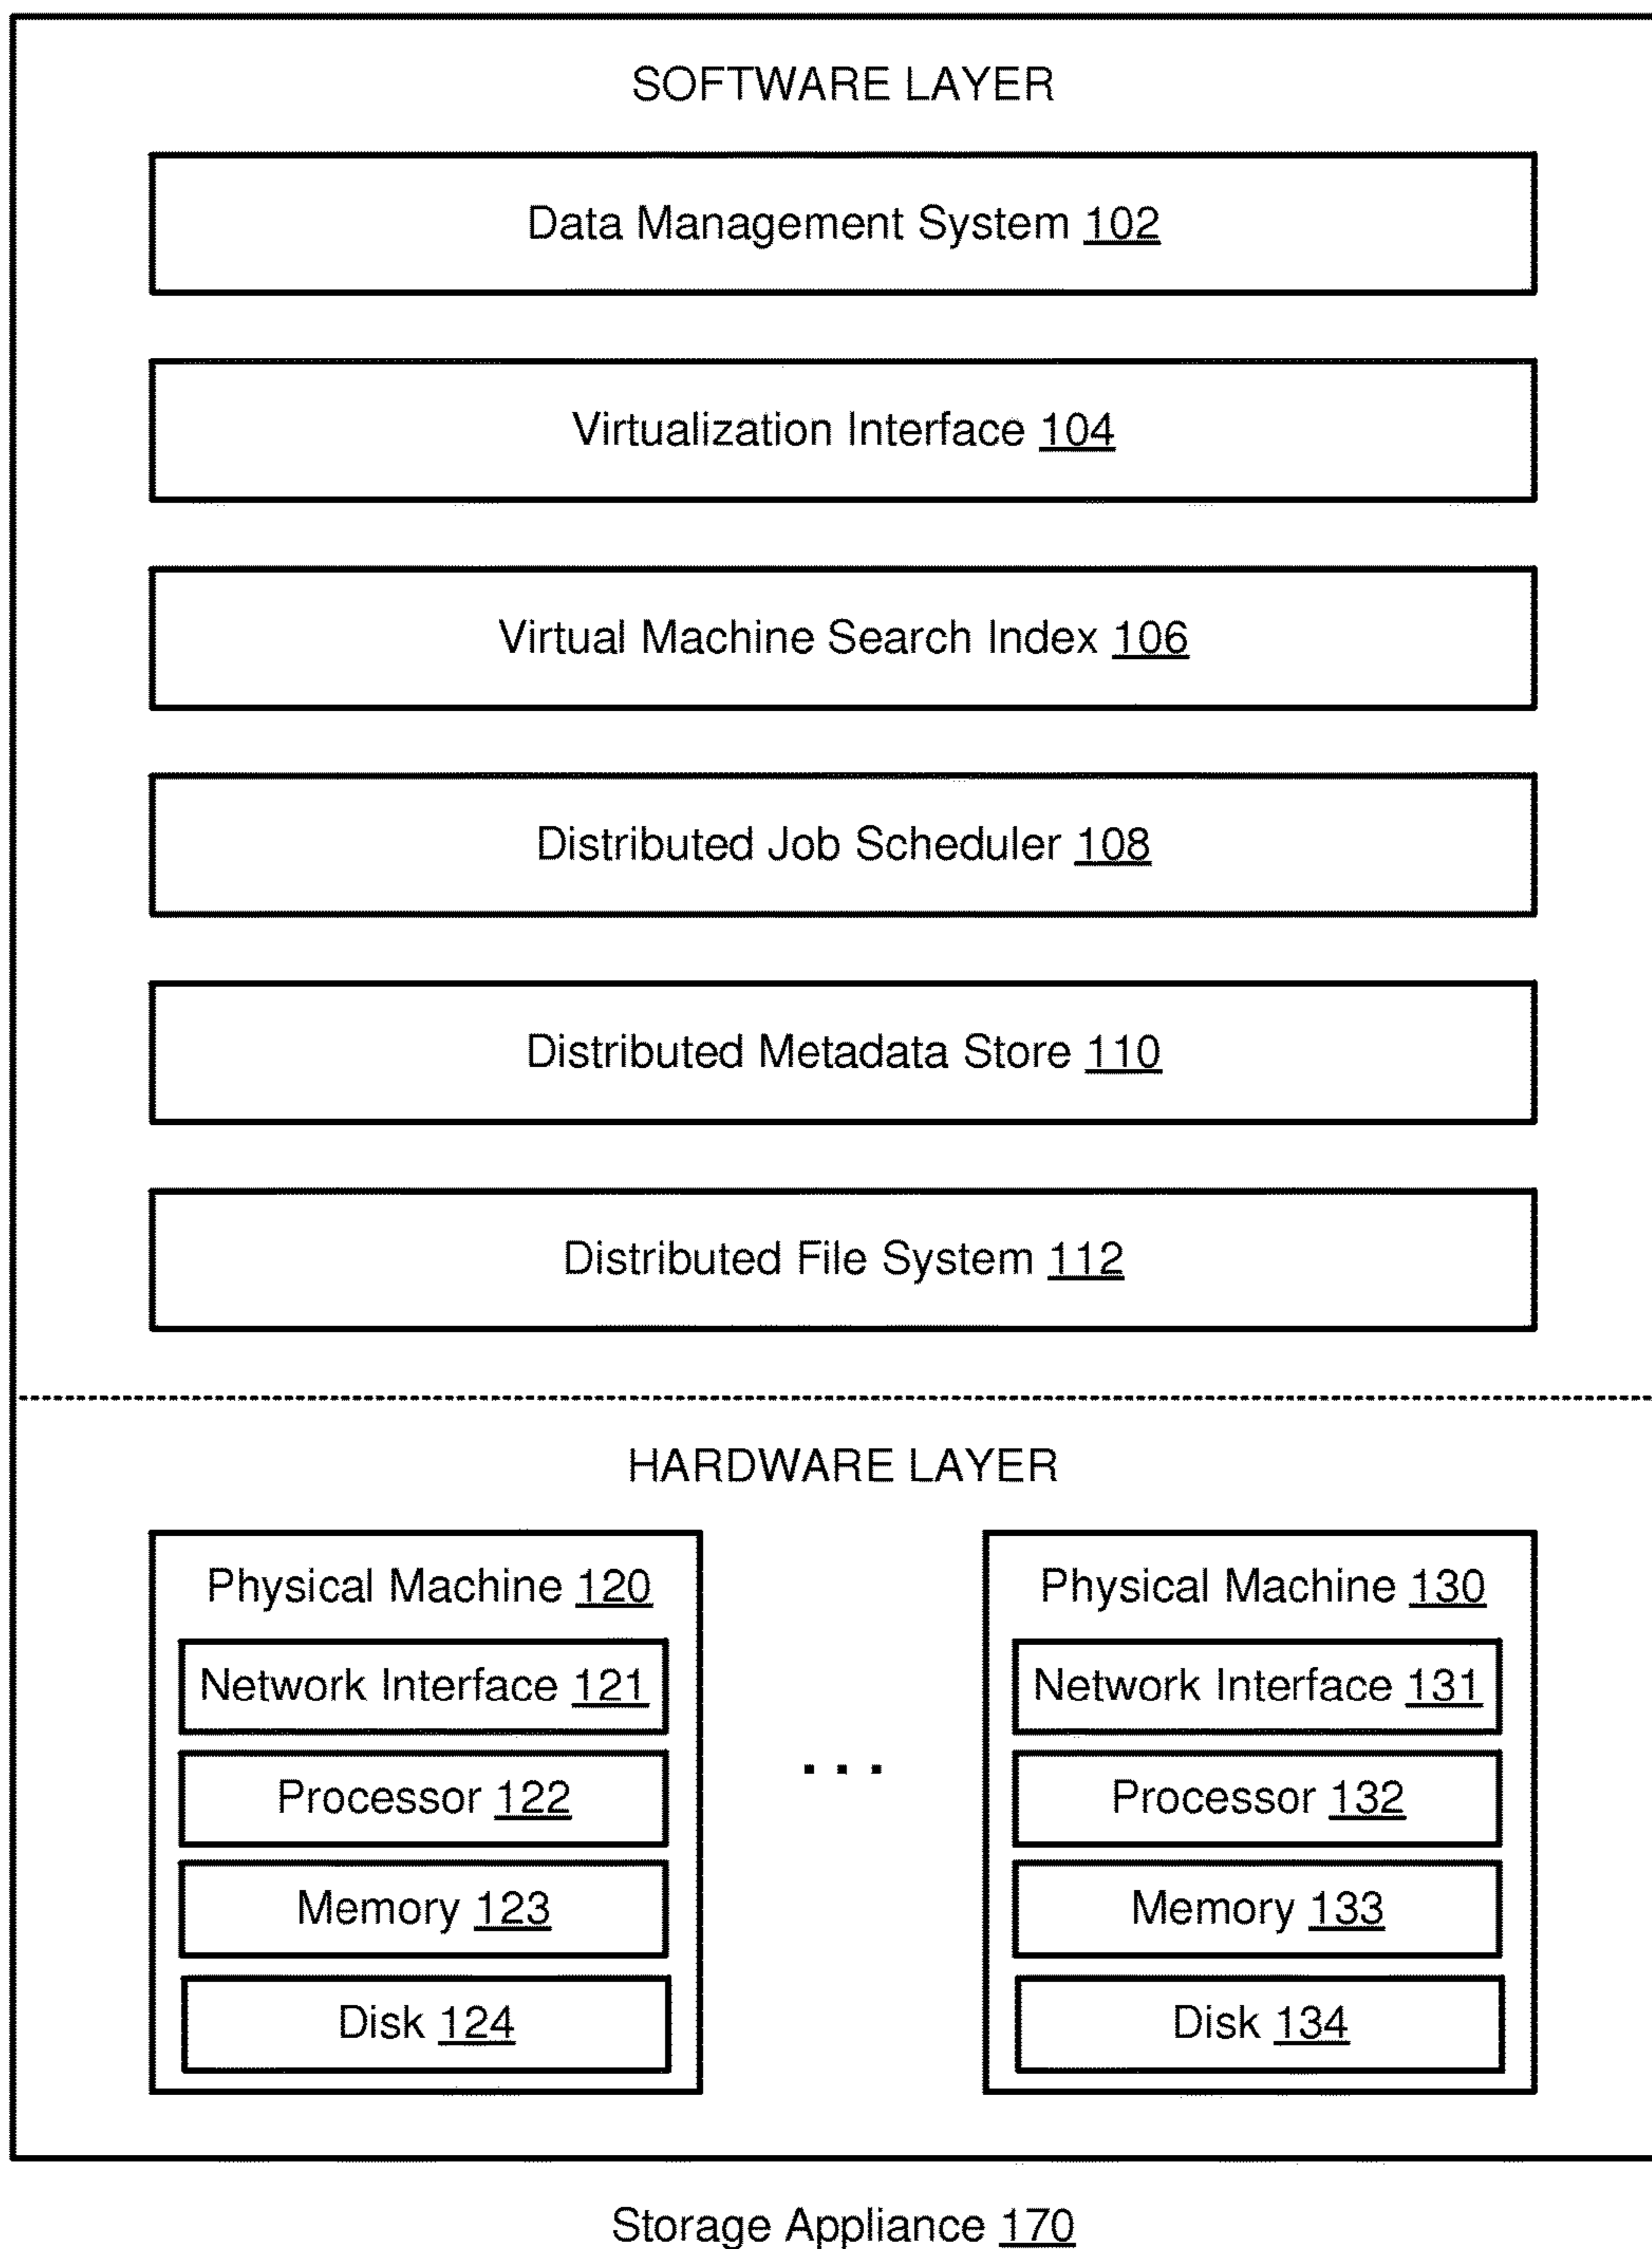 SOFTWARE LAYER
Data Management System 102
Virtualization Interface 104
Virtual Machine Search Index 106
Distributed Job Scheduler 108
Distributed Metadata Store 110
Distributed File System 112
HARDWARE LAYER
Physical Machine 120
Network Interface 121
Processor 122
Memory 123
Disk 124
. . .
Physical Machine 130
Network Interface 131
Processor 132
Memory 133
Disk 134
Storage Appliance 170